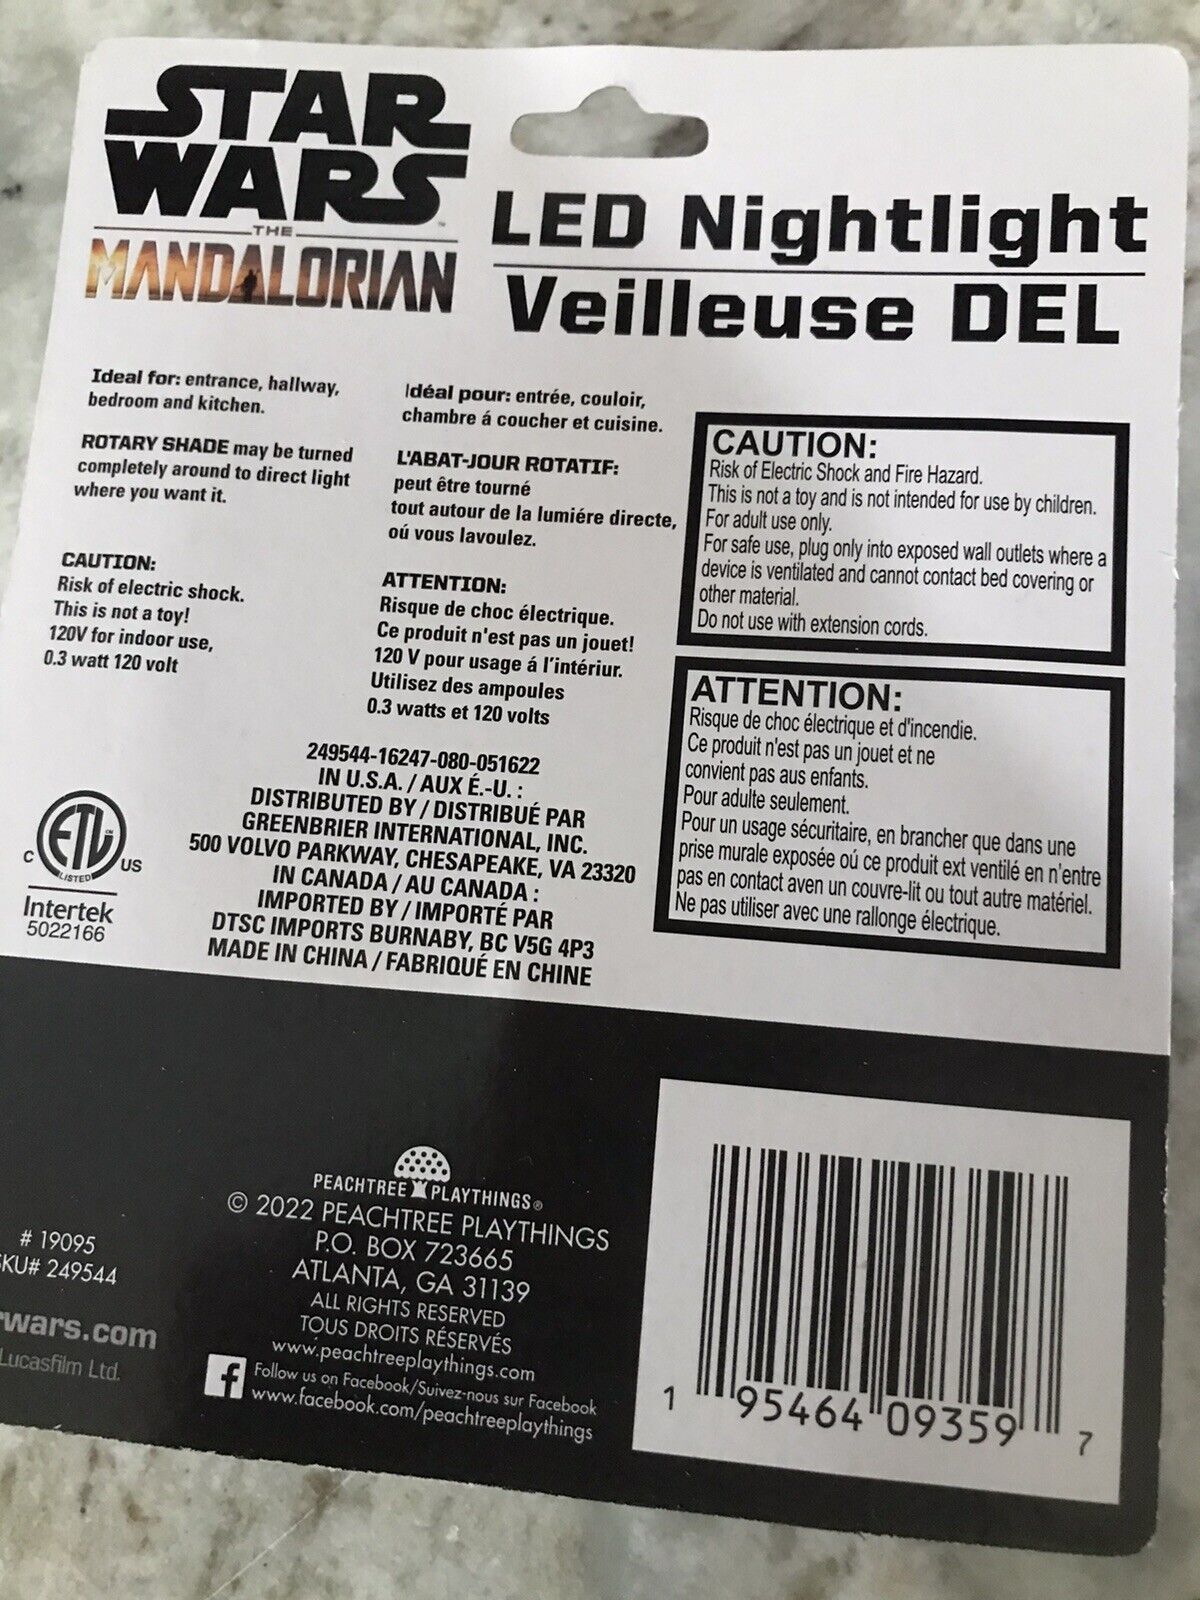 STAR
WARS
THE
MANDALORIAN
LED Nightlight
Veilleuse DEL
Ideal for: entrance, hallway,
bedroom and kitchen.
ROTARY SHADE may be turned
completely around to direct light
where you want it.
CAUTION:
Risk of electric shock.
This is not a toy!
120V for indoor use,
0.3 watt 120 volt
Idéal pour: entrée, couloir,
chambre á coucher et cuisine.
L'ABAT-JOUR ROTATIF:
peut être tourné
tout autour de la lumiére directe,
oú vous lavoulez.
ATTENTION:
Risque de choc électrique.
Ce produit n'est pas un jouet!
120 V pour usage á l'intériur.
Utilisez des ampoules
0.3 watts et 120 volts
CAUTION:
Risk of Electric Shock and Fire Hazard.
This is not a toy and is not intended for use by children.
For adult use only.
For safe use, plug only into exposed wall outlets where a
device is ventilated and cannot contact bed covering or
other material.
Do not use with extension cords.
ATTENTION:
Risque de choc électrique et d'incendie.
Ce produit n'est pas un jouet et ne
convient pas aus enfants.
Pour adulte seulement.
Pour un usage sécuritaire, en brancher que dans une
prise murale exposée oú ce produit ext ventilé en n'entre
pas en contact aven un couvre-lit ou tout autre matériel.
Ne pas utiliser avec une rallonge électrique.
249544-16247-080-051622
IN U.S.A. / AUX É.-U. :
DISTRIBUTED BY / DISTRIBUÉ PAR
GREENBRIER INTERNATIONAL, INC.
500 VOLVO PARKWAY, CHESAPEAKE, VA 23320
IN CANADA / AU CANADA :
IMPORTED BY / IMPORTÉ PAR
DTSC IMPORTS BURNABY, BC V5G 4P3
MADE IN CHINA / FABRIQUÉ EN CHINE
C ETL US
LISTED
Intertek
5022166
PEACHTREE PLAYTHINGS®
© 2022 PEACHTREE PLAYTHINGS
P.O. BOX 723665
ATLANTA, GA 31139
ALL RIGHTS RESERVED
TOUS DROITS RÉSERVÉS
www.peachtreeplaythings.com
Follow us on Facebook/Suivez-nous sur Facebook
www.facebook.com/peachtreeplaythings
# 19095
KU# 249544
rwars.com
Lucasfilm Ltd.
1 95464 09359 7